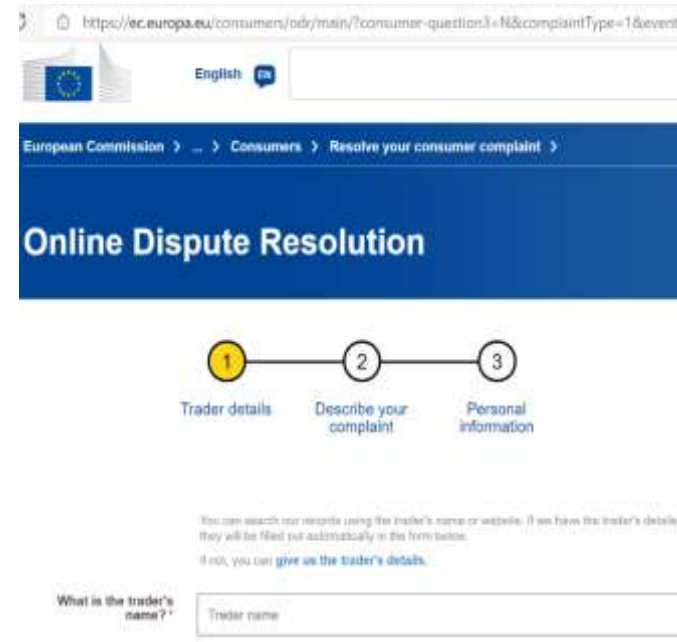 https://ec.europa.eu/consumers/odr/main/?consumer-question3=N&complaintType=1&event
English EN
European Commission > ... > Consumers > Resolve your consumer complaint >
Online Dispute Resolution
1 2 3
Trader details Describe your complaint Personal information
You can search our records using the trader's name or website. If we have the trader's details
they will be filled out automatically in the form below.
If not, you can give us the trader's details.
What is the trader's
name? *
Trader name